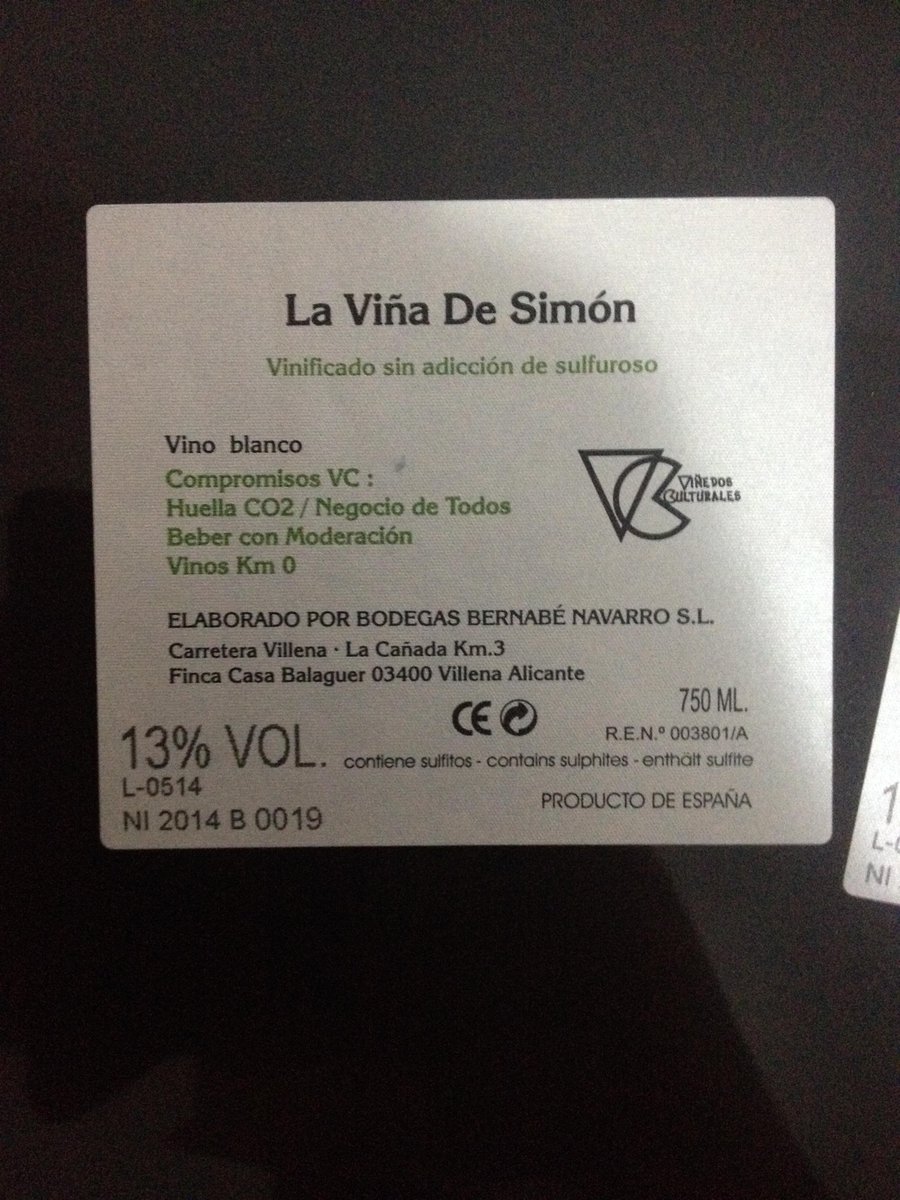 La Viña De Simón
Vinificado sin adicción de sulfuroso
Vino blanco
Compromisos VC :
Huella CO2 / Negocio de Todos
Beber con Moderación
Vinos Km 0
VIÑEDOS
CULTURALES
ELABORADO POR BODEGAS BERNABÉ NAVARRO S.L.
Carretera Villena · La Cañada Km.3
Finca Casa Balaguer 03400 Villena Alicante
CE
750 ML.
R.E.N.º 003801/A
13% VOL.
contiene sulfitos - contains sulphites - enthält sulfite
L-0514
NI 2014 B 0019
PRODUCTO DE ESPAÑA
NI